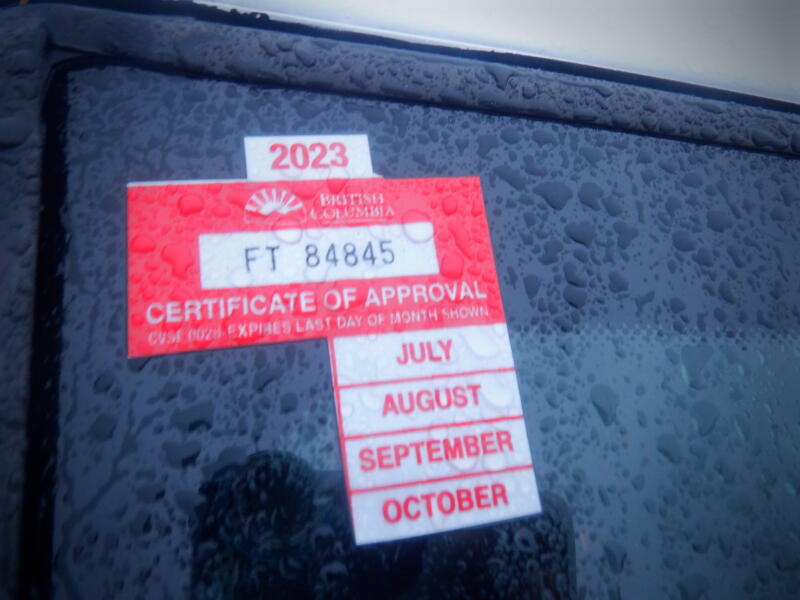 2023
BRITISH
COLUMBIA
FT 84845
CERTIFICATE OF APPROVAL
CVSE 0028 EXPIRES LAST DAY OF MONTH SHOWN
JULY
AUGUST
SEPTEMBER
OCTOBER